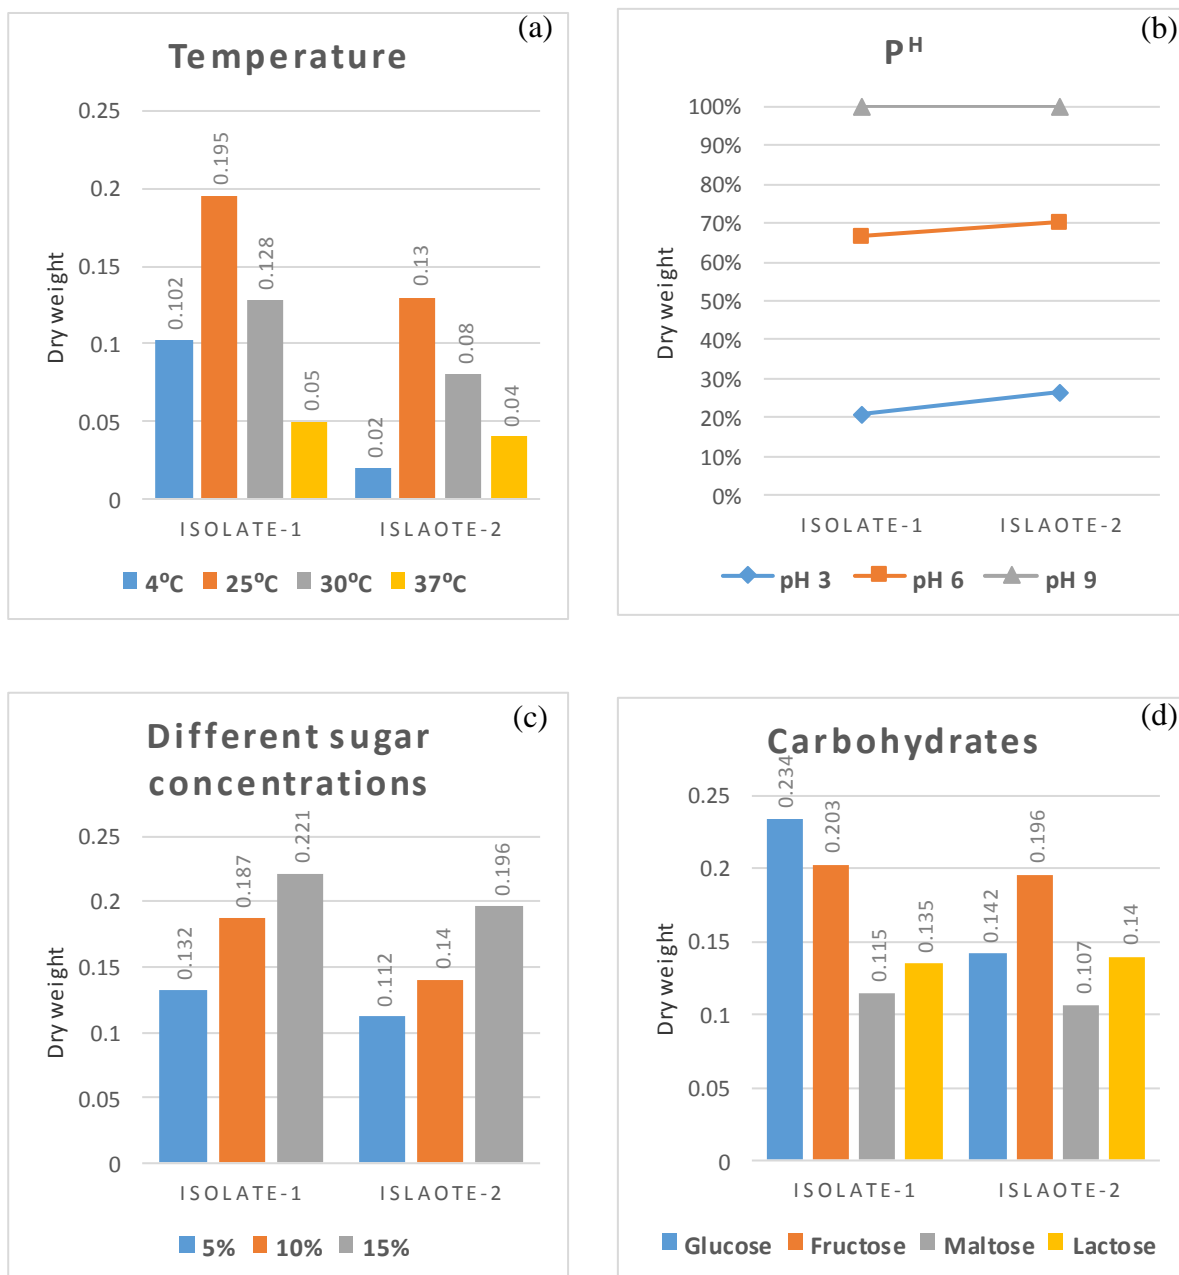 (a)
Temperature
0.25
0.2
0.15
0.1
0.05
0
Dry weight
0.102
0.195
0.128
0.05
0.02
0.13
0.08
0.04
ISOLATE-1 ISLAOTE-2
4⁰C 25⁰C 30⁰C 37⁰C
(b)
Pᴴ
100%
90%
80%
70%
60%
50%
40%
30%
20%
10%
0%
Dry weight
ISOLATE-1 ISLAOTE-2
pH 3 pH 6 pH 9
(c)
Different sugar
concentrations
0.25
0.2
0.15
0.1
0.05
0
Dry weight
0.132
0.187
0.221
0.112
0.14
0.196
ISOLATE-1 ISLAOTE-2
5% 10% 15%
(d)
Carbohydrates
0.25
0.2
0.15
0.1
0.05
0
Dry weight
0.234
0.203
0.115
0.135
0.142
0.196
0.107
0.14
ISOLATE-1 ISLAOTE-2
Glucose Fructose Maltose Lactose